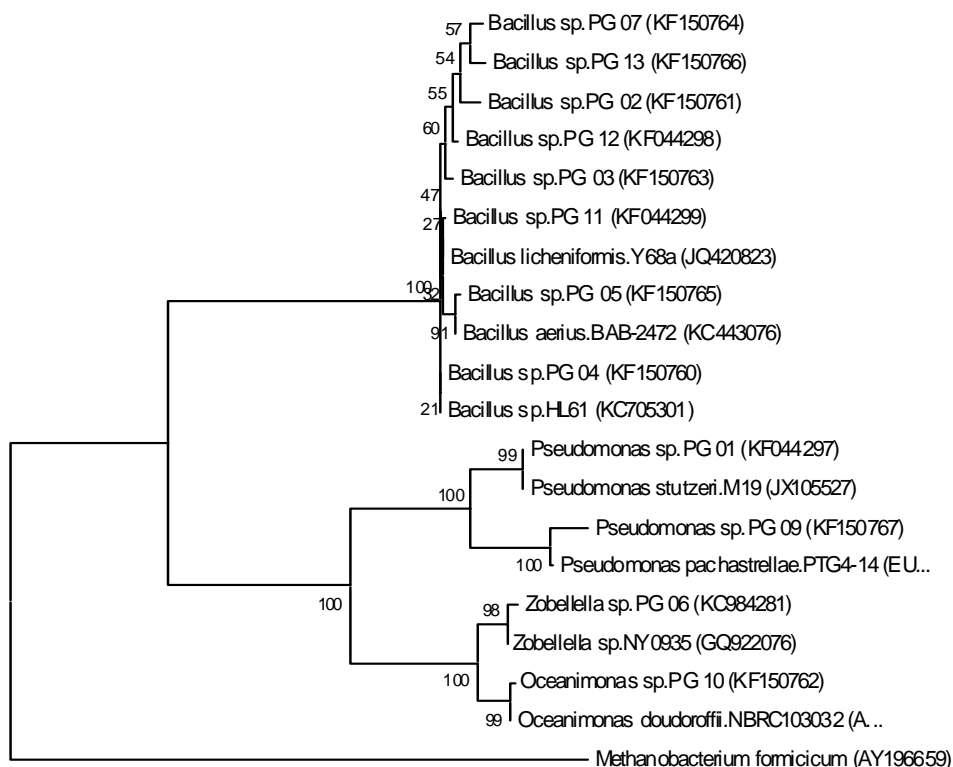 57
Bacillus sp.PG 07 (KF150764)
54
Bacillus sp.PG 13 (KF150766)
55
Bacillus sp.PG 02 (KF150761)
60
Bacillus sp.PG 12 (KF044298)
Bacillus sp.PG 03 (KF150763)
47
27
Bacillus sp.PG 11 (KF044299)
Bacillus licheniformis.Y68a (JQ420823)
100
32
Bacillus sp.PG 05 (KF150765)
91
Bacillus aerius.BAB-2472 (KC443076)
Bacillus sp.PG 04 (KF150760)
21
Bacillus sp.HL61 (KC705301)
99
Pseudomonas sp.PG 01 (KF044297)
100
Pseudomonas stutzeri.M19 (JX105527)
Pseudomonas sp.PG 09 (KF150767)
100
Pseudomonas pachastrellae.PTG4-14 (EU...
100
98
Zobellella sp.PG 06 (KC984281)
Zobellella sp.NY0935 (GQ922076)
100
Oceanimonas sp.PG 10 (KF150762)
99
Oceanimonas doudoroffii.NBRC103032 (A...
Methanobacterium formicicum (AY196659)